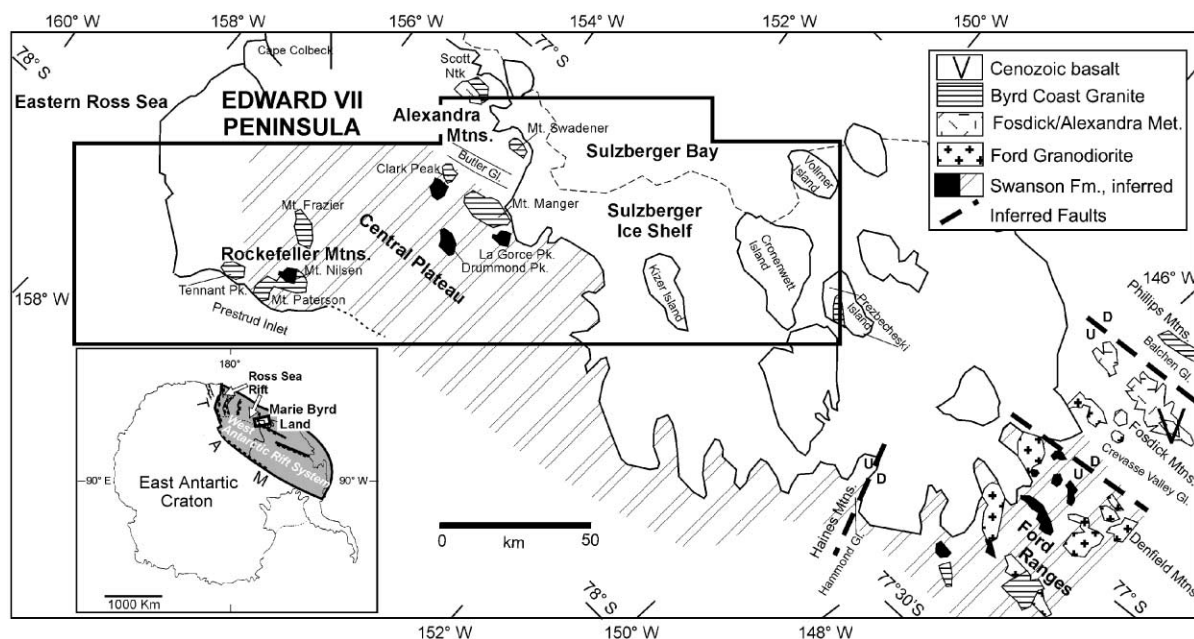 160° W
158° W
156° W
154° W
152° W
150° W
78° S
Cape Colbeck
77° S
Scott
Ntk
Eastern Ross Sea
EDWARD VII
PENINSULA
Alexandra
Mtns.
Mt. Swadener
Sulzberger Bay
Butler Gl.
Clark Peak
Vollmer
Island
Mt. Frazier
Mt. Manger
Sulzberger
Ice Shelf
Central Plateau
Rockefeller Mtns.
Mt. Nilsen
La Gorce Pk.
Drummond Pk.
Cronenwett
Island
Kizer Island
Tennant Pk.
Mt. Paterson
Prestrud Inlet
Prezbecheski
Island
158° W
146° W
Cenozoic basalt
Byrd Coast Granite
Fosdick/Alexandra Met.
Ford Granodiorite
Swanson Fm., inferred
Inferred Faults
Phillips Mtns.
Balchen Gl.
D
U
Fosdick Mtns.
Crevasse Valley Gl.
D
U
U
D
Haines Mtns.
Hammond Gl.
Ford
Ranges
Denfield Mtns.
180°
Ross Sea
Rift
Marie Byrd
Land
West
Antarctic Rift System
T
A
M
90° E
East Antarctic
Craton
90° W
1000 Km
0
50
km
78° S
77°30'S
77° S
152° W
150° W
148° W